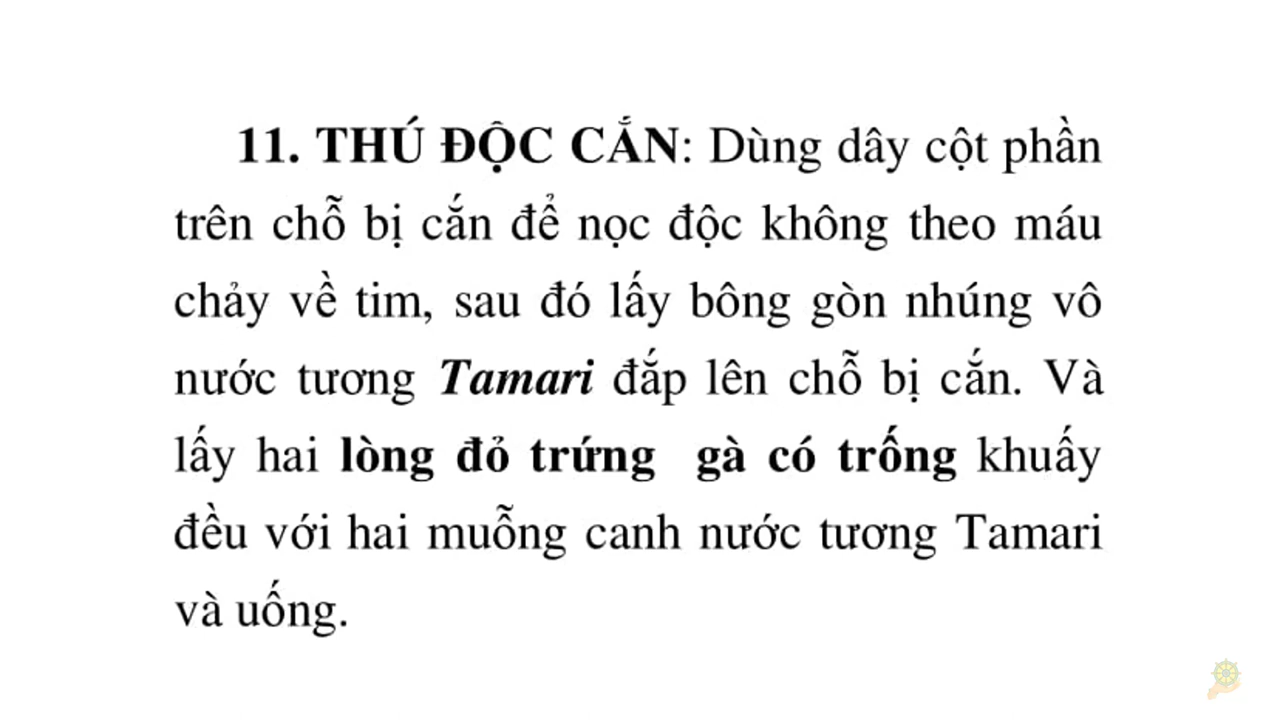 11. THÚ ĐỘC CẮN: Dùng dây cột phần
trên chỗ bị cắn để nọc độc không theo máu
chảy về tim, sau đó lấy bông gòn nhúng vô
nước tương Tamari đắp lên chỗ bị cắn. Và
lấy hai lòng đỏ trứng gà có trống khuấy
đều với hai muỗng canh nước tương Tamari
và uống.